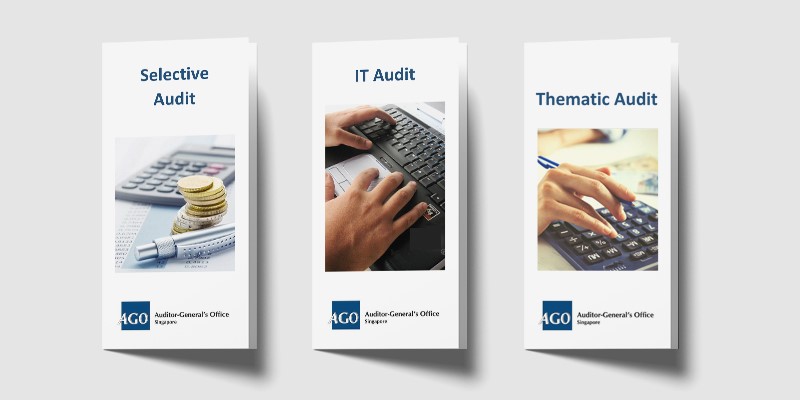 Selective
Audit
AGO
Auditor-General's Office
Singapore
IT Audit
AGO
Auditor-General's Office
Singapore
Thematic Audit
AGO
Auditor-General's Office
Singapore